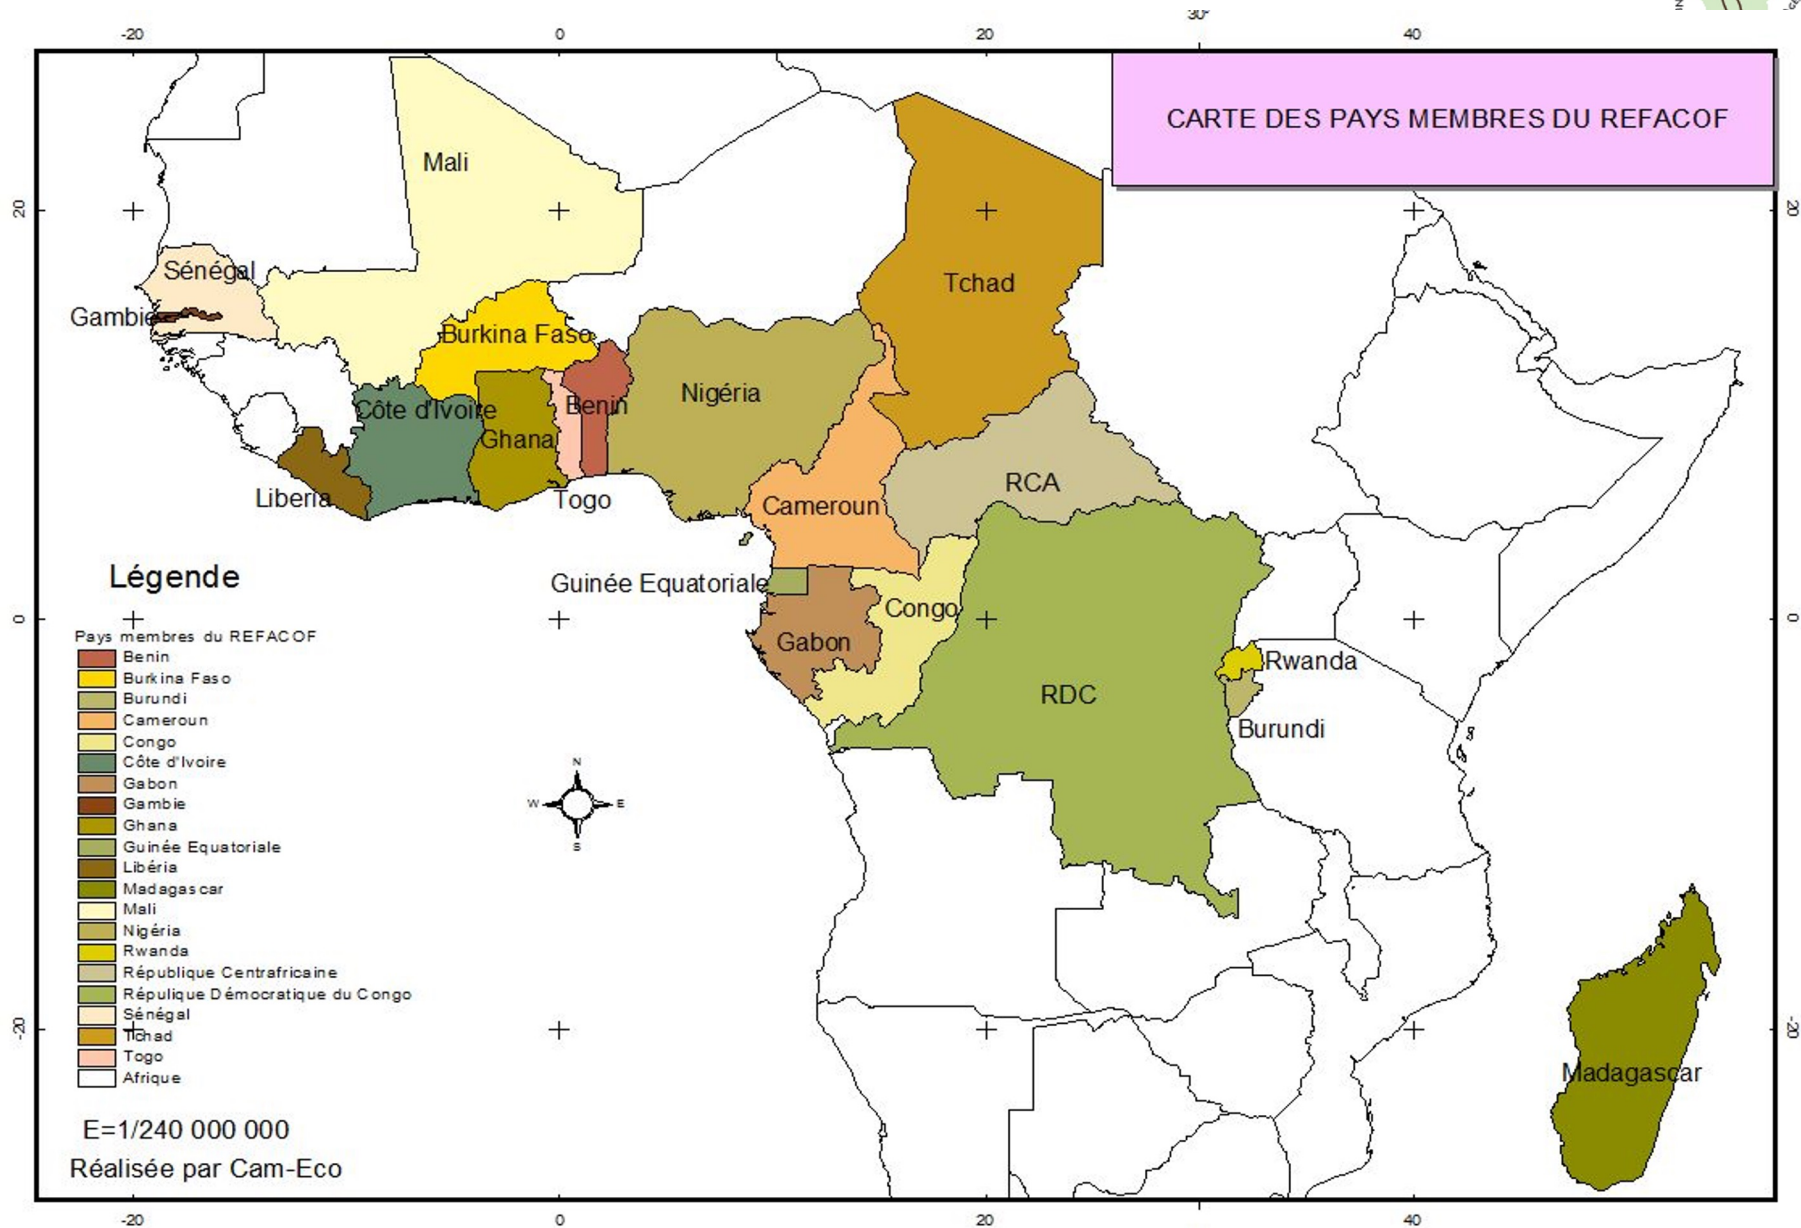 30°
-20 0 20 40
CARTE DES PAYS MEMBRES DU REFACOF
Mali
20 20
Sénégal
Tchad
Gambie
Burkina Faso
Nigéria
Côte d'Ivoire
Benin
Ghana
RCA
Liberia
Togo
Cameroun
Légende
Guinée Equatoriale
Congo
0 0
Pays membres du REFACOF
Gabon
Rwanda
RDC
Burundi
Benin
Burkina Faso
Burundi
Cameroun
Congo
Côte d'Ivoire
Gabon
Gambie
Ghana
Guinée Equatoriale
Libéria
Madagascar
Mali
Nigéria
Rwanda
République Centrafricaine
Répulique Démocratique du Congo
Sénégal
Tchad
Togo
Afrique
N
W E
S
-20 -20
Madagascar
E=1/240 000 000
Réalisée par Cam-Eco
-20 0 20 40